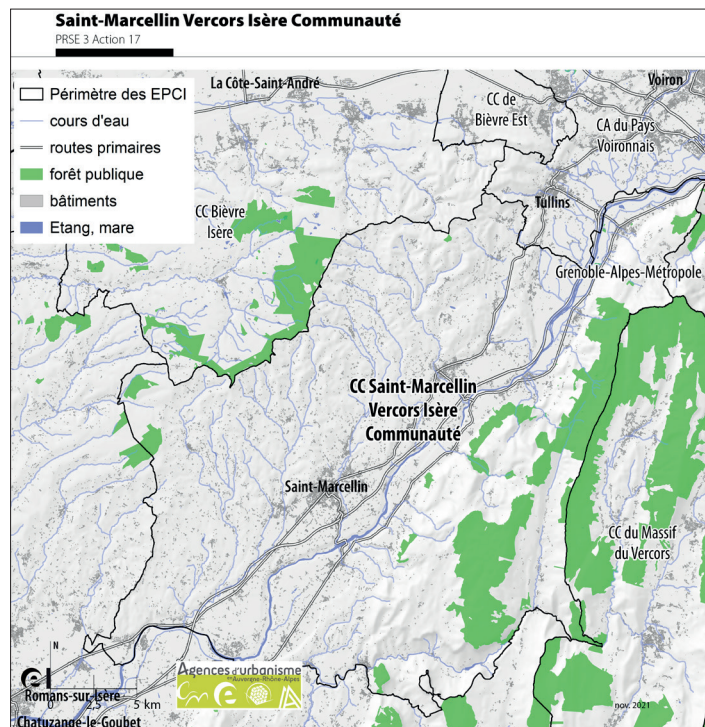 Saint-Marcellin Vercors Isère Communauté
PRSE 3 Action 17
Périmètre des EPCI
cours d'eau
routes primaires
forêt publique
bâtiments
Etang, mare
La Côte-Saint-André
Voiron
CC de
Bièvre Est
CA du Pays
Voironnais
Tullins
CC Bièvre
Isère
Grenoble-Alpes-Métropole
CC Saint-Marcellin
Vercors Isère
Communauté
Saint-Marcellin
CC du Massif
du Vercors
N
Agences d'urbanisme
en Auvergne-Rhône-Alpes
Romans-sur-Isère
0 2,5 5 km
nov. 2021
Chatuzange-le-Goubet